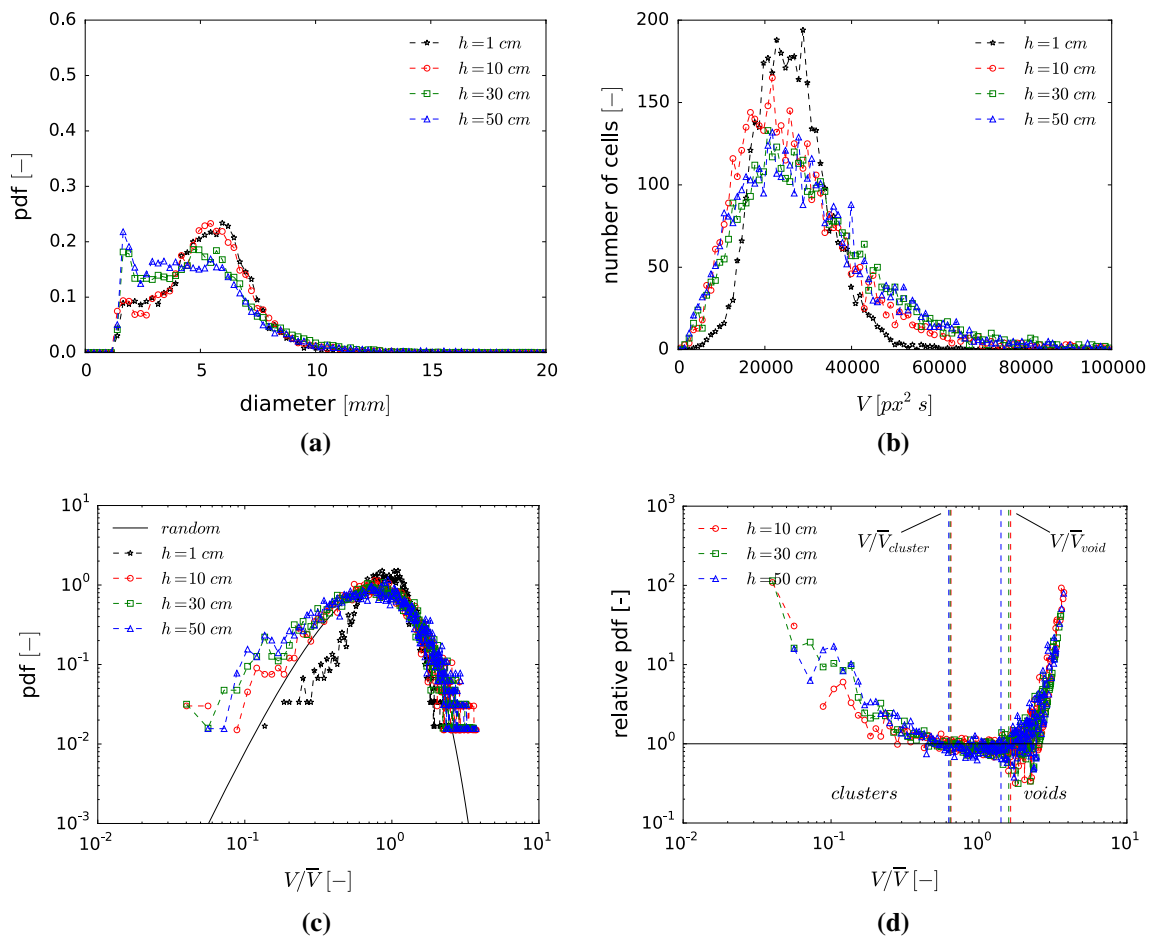 0.6
0.5
0.4
0.3
0.2
0.1
0.0
pdf [−]
0 5 10 15 20
diameter [mm]
h = 1 cm
h = 10 cm
h = 30 cm
h = 50 cm
(a)
200
150
100
50
0
number of cells [−]
0 20000 40000 60000 80000 100000
V [px² s]
h = 1 cm
h = 10 cm
h = 30 cm
h = 50 cm
(b)
10¹
10⁰
10⁻¹
10⁻²
10⁻³
pdf [−]
10⁻² 10⁻¹ 10⁰ 10¹
V/V̅ [−]
random
h = 1 cm
h = 10 cm
h = 30 cm
h = 50 cm
(c)
10³
10²
10¹
10⁰
10⁻¹
relative pdf [-]
10⁻² 10⁻¹ 10⁰ 10¹
V/V̅ [−]
h = 10 cm
h = 30 cm
h = 50 cm
V/V̅cluster
V/V̅void
clusters
voids
(d)